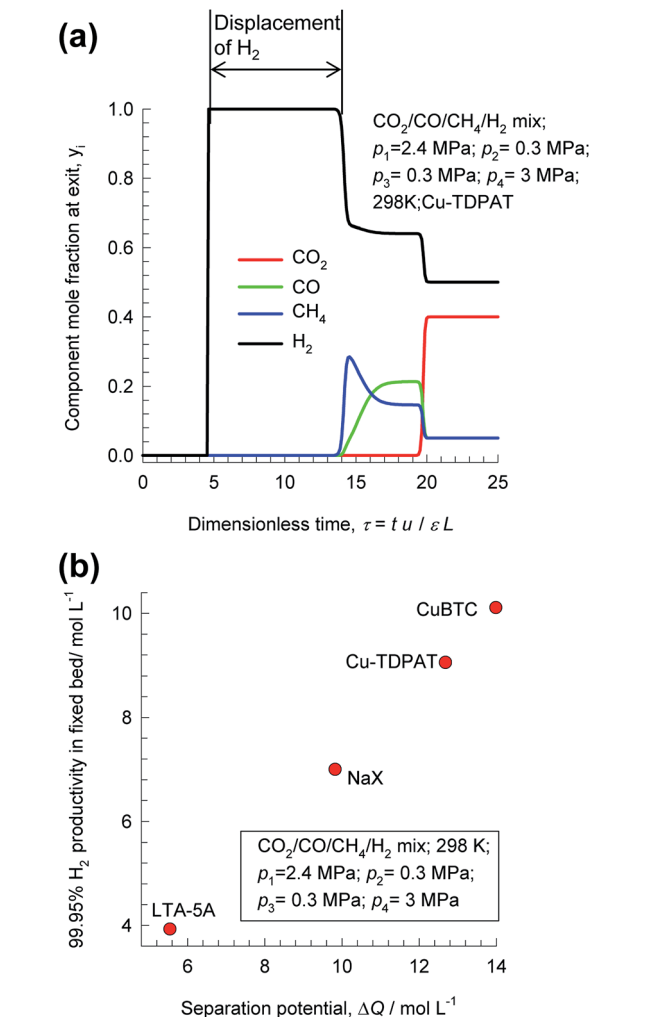 (a)
Displacement
of H₂
Component mole fraction at exit, yᵢ
1.0
0.8
0.6
0.4
0.2
0.0
CO₂/CO/CH₄/H₂ mix;
p₁=2.4 MPa; p₂= 0.3 MPa;
p₃= 0.3 MPa; p₄= 3 MPa;
298K;Cu-TDPAT
CO₂
CO
CH₄
H₂
0 5 10 15 20 25
Dimensionless time, τ = t u / ε L
(b)
99.95% H₂ productivity in fixed bed/ mol L⁻¹
10
8
6
4
CuBTC
Cu-TDPAT
NaX
CO₂/CO/CH₄/H₂ mix; 298 K;
p₁=2.4 MPa; p₂= 0.3 MPa;
p₃= 0.3 MPa; p₄= 3 MPa
LTA-5A
6 8 10 12 14
Separation potential, ΔQ / mol L⁻¹